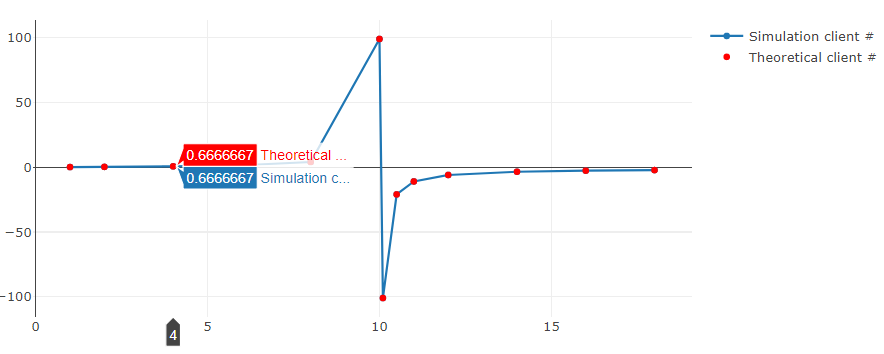 100
50
0
−50
−100
0.6666667 Theoretical ...
0.6666667 Simulation c...
0
5
10
15
4
Simulation client #
Theoretical client #